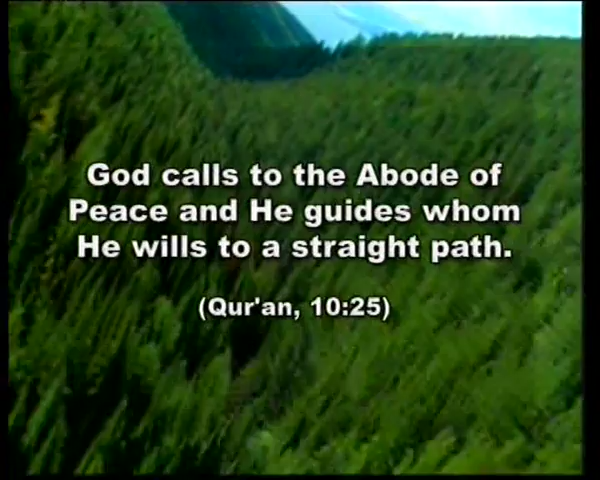 God calls to the Abode of
Peace and He guides whom
He wills to a straight path.
(Qur'an, 10:25)